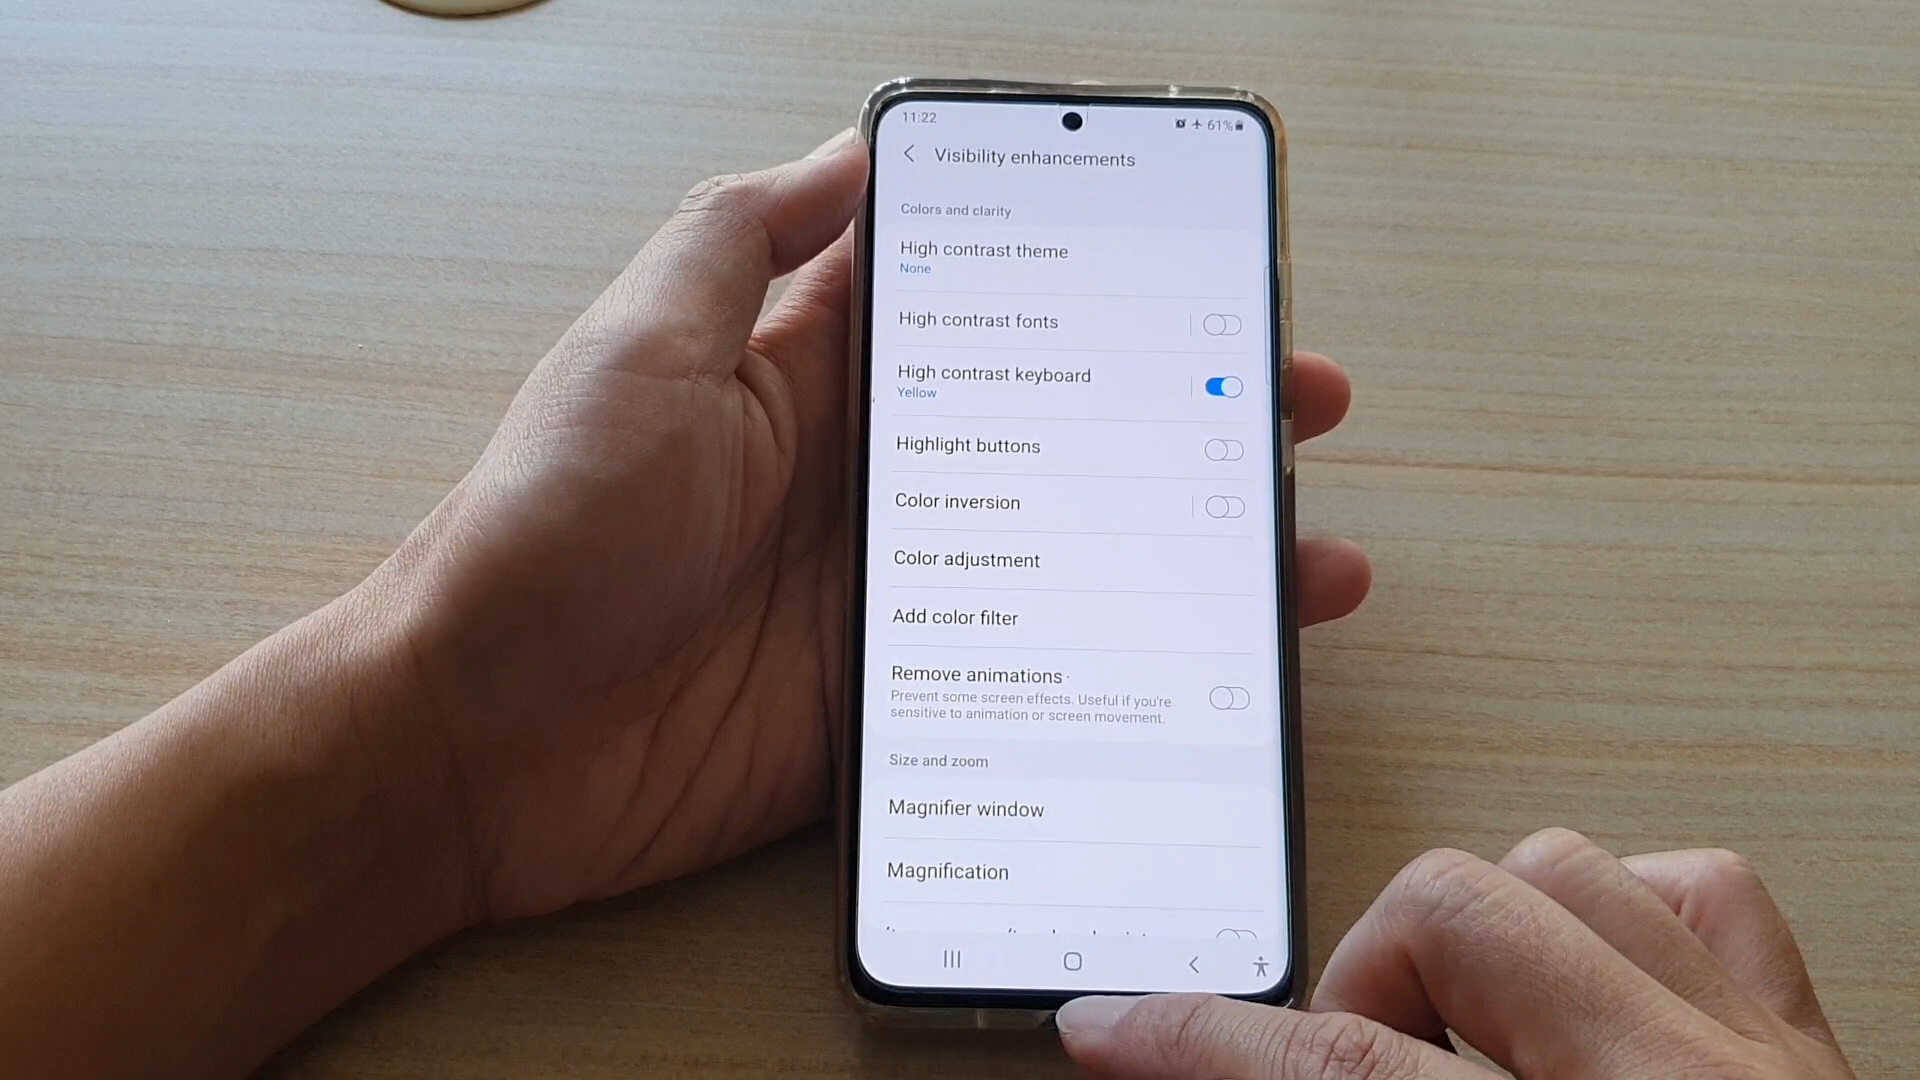 11:22
61%
Visibility enhancements
Colors and clarity
High contrast theme
None
High contrast fonts
High contrast keyboard
Yellow
Highlight buttons
Color inversion
Color adjustment
Add color filter
Remove animations
Prevent some screen effects. Useful if you're
sensitive to animation or screen movement.
Size and zoom
Magnifier window
Magnification